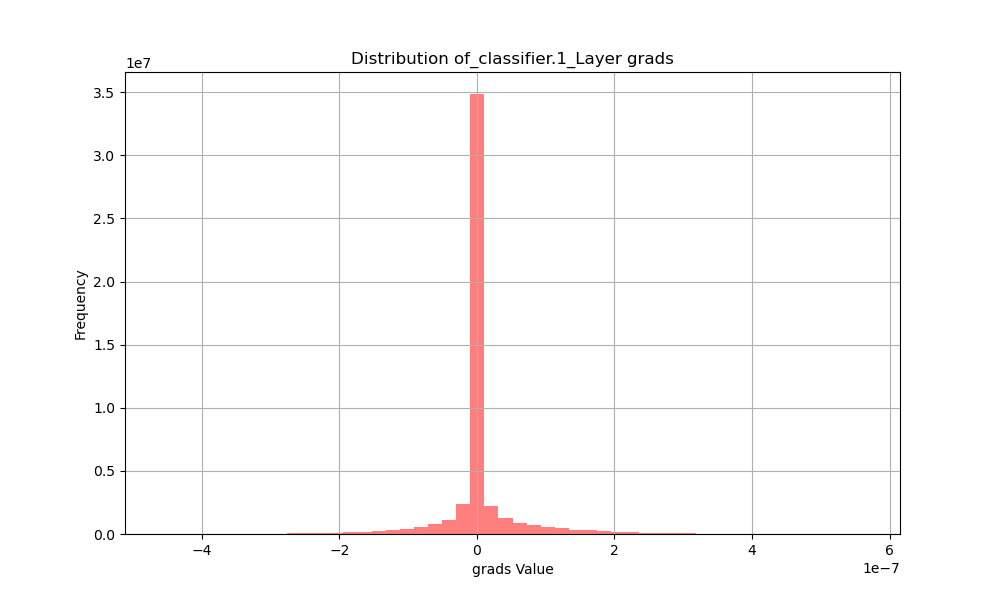 Distribution of_classifier.1_Layer grads
1e7
3.5
3.0
2.5
2.0
1.5
1.0
0.5
0.0
Frequency
−4 −2 0 2 4 6
1e−7
grads Value